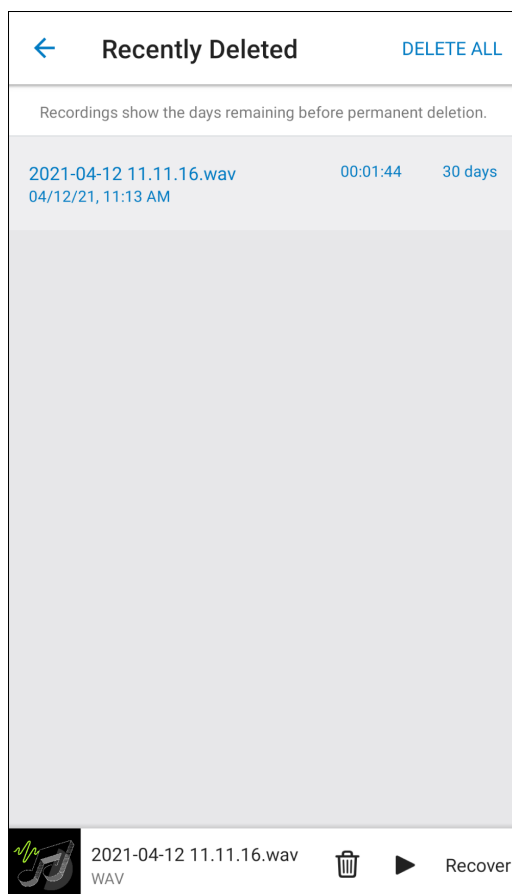 Recently Deleted DELETE ALL
Recordings show the days remaining before permanent deletion.
2021-04-12 11.11.16.wav 00:01:44 30 days
04/12/21, 11:13 AM
2021-04-12 11.11.16.wav
WAV
Recover